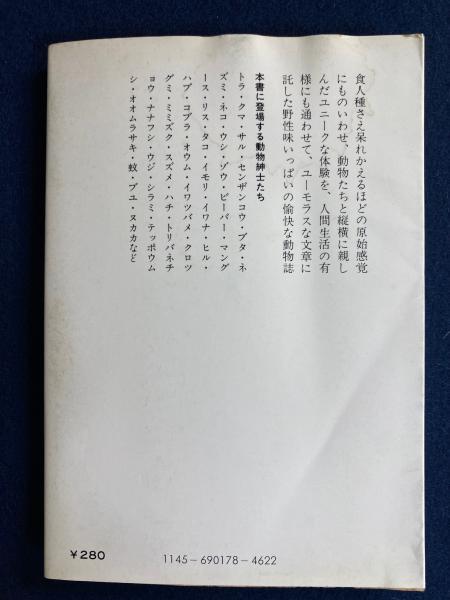 食人種さえ呆れかえるほどの原始感覚
にものいわせ、動物たちと縦横に親し
んだユニークな体験を、人間生活の有
様にも通わせて、ユーモラスな文章に
託した野性味いっぱいの愉快な動物誌
本書に登場する動物紳士たち
トラ・クマ・サル・センザンコウ・ブタ・ネ
ズミ・ネコ・ウシ・ゾウ・ビーバー・マング
ース・リス・タコ・イモリ・イワナ・ヒル・
ハブ・コブラ・オウム・イワツバメ・クロツ
グミ・ミミズク・スズメ・ハチ・トリバネチ
ョウ・ナナフシ・ウジ・シラミ・テッポウム
シ・オオムラサキ・蚊・ブユ・ヌカカなど
￥280
1145－690178－4622